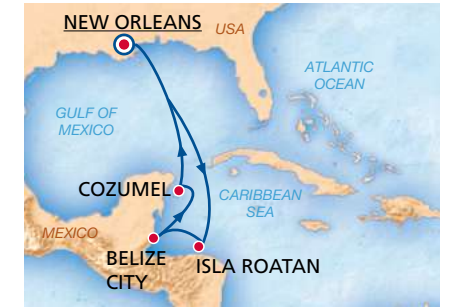 NEW ORLEANS
USA
ATLANTIC
OCEAN
GULF OF
MEXICO
COZUMEL
CARIBBEAN
SEA
MEXICO
BELIZE
CITY
ISLA ROATAN